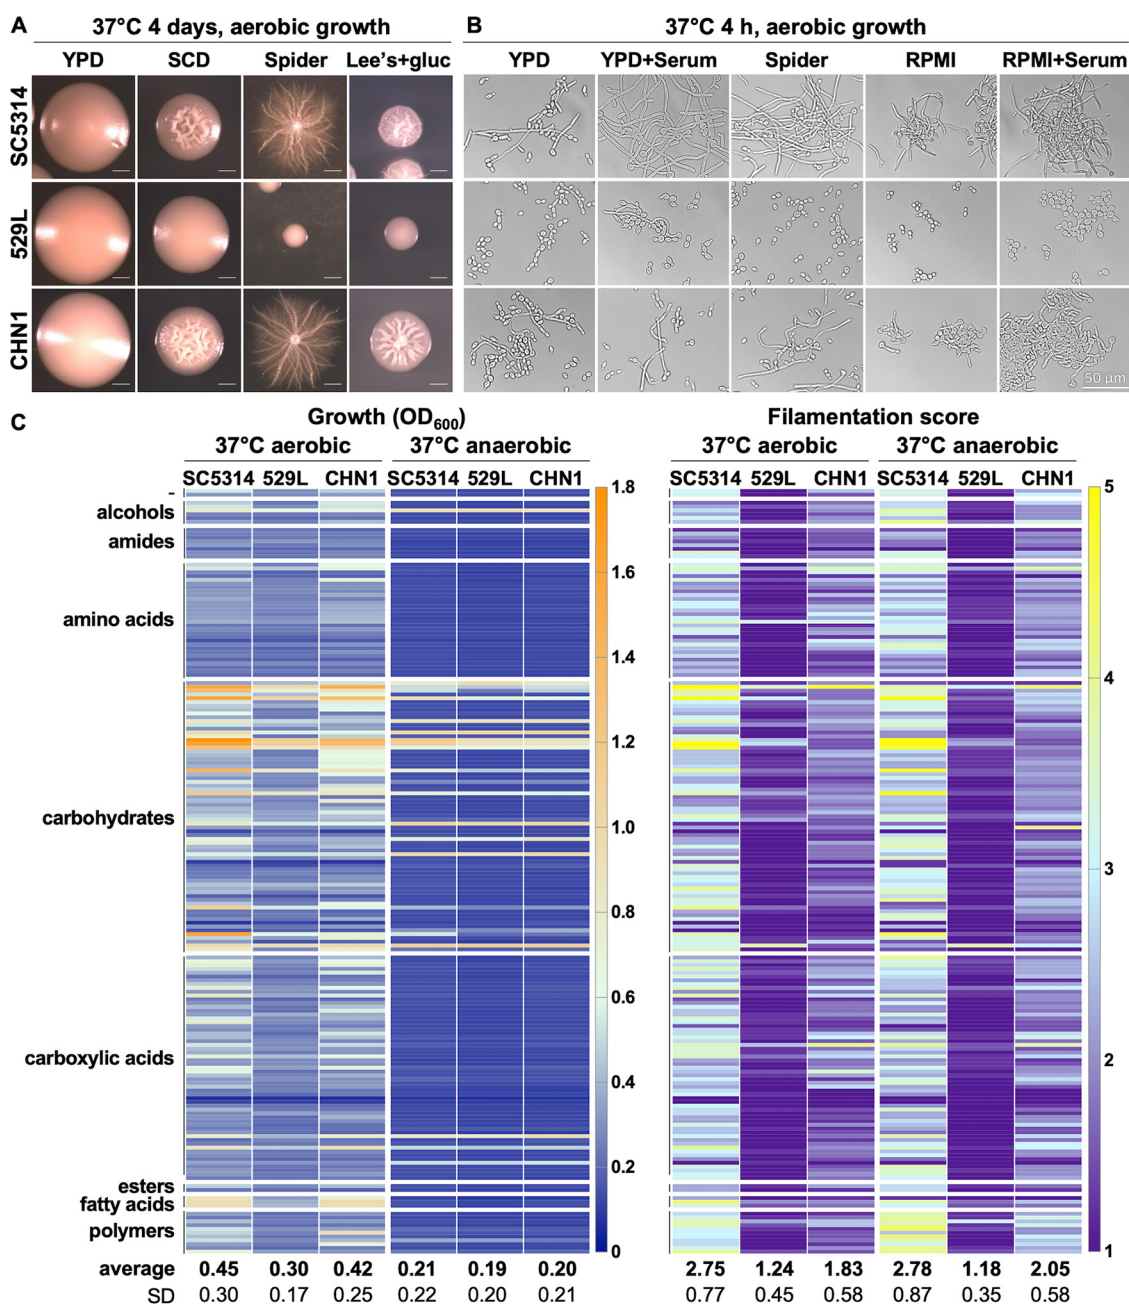 A
37°C 4 days, aerobic growth
YPD
SCD
Spider
Lee's+gluc
SC5314
529L
CHN1
B
37°C 4 h, aerobic growth
YPD
YPD+Serum
Spider
RPMI
RPMI+Serum
50 µm
C
Growth (OD600)
37°C aerobic
37°C anaerobic
SC5314 529L CHN1
SC5314 529L CHN1
-
alcohols
amides
amino acids
carbohydrates
carboxylic acids
esters
fatty acids
polymers
average
SD
1.8
1.6
1.4
1.2
1.0
0.8
0.6
0.4
0.2
0
0.45 0.30 0.42 0.21 0.19 0.20
0.30 0.17 0.25 0.22 0.20 0.21
Filamentation score
37°C aerobic
37°C anaerobic
SC5314 529L CHN1
SC5314 529L CHN1
5
4
3
2
1
2.75 1.24 1.83 2.78 1.18 2.05
0.77 0.45 0.58 0.87 0.35 0.58